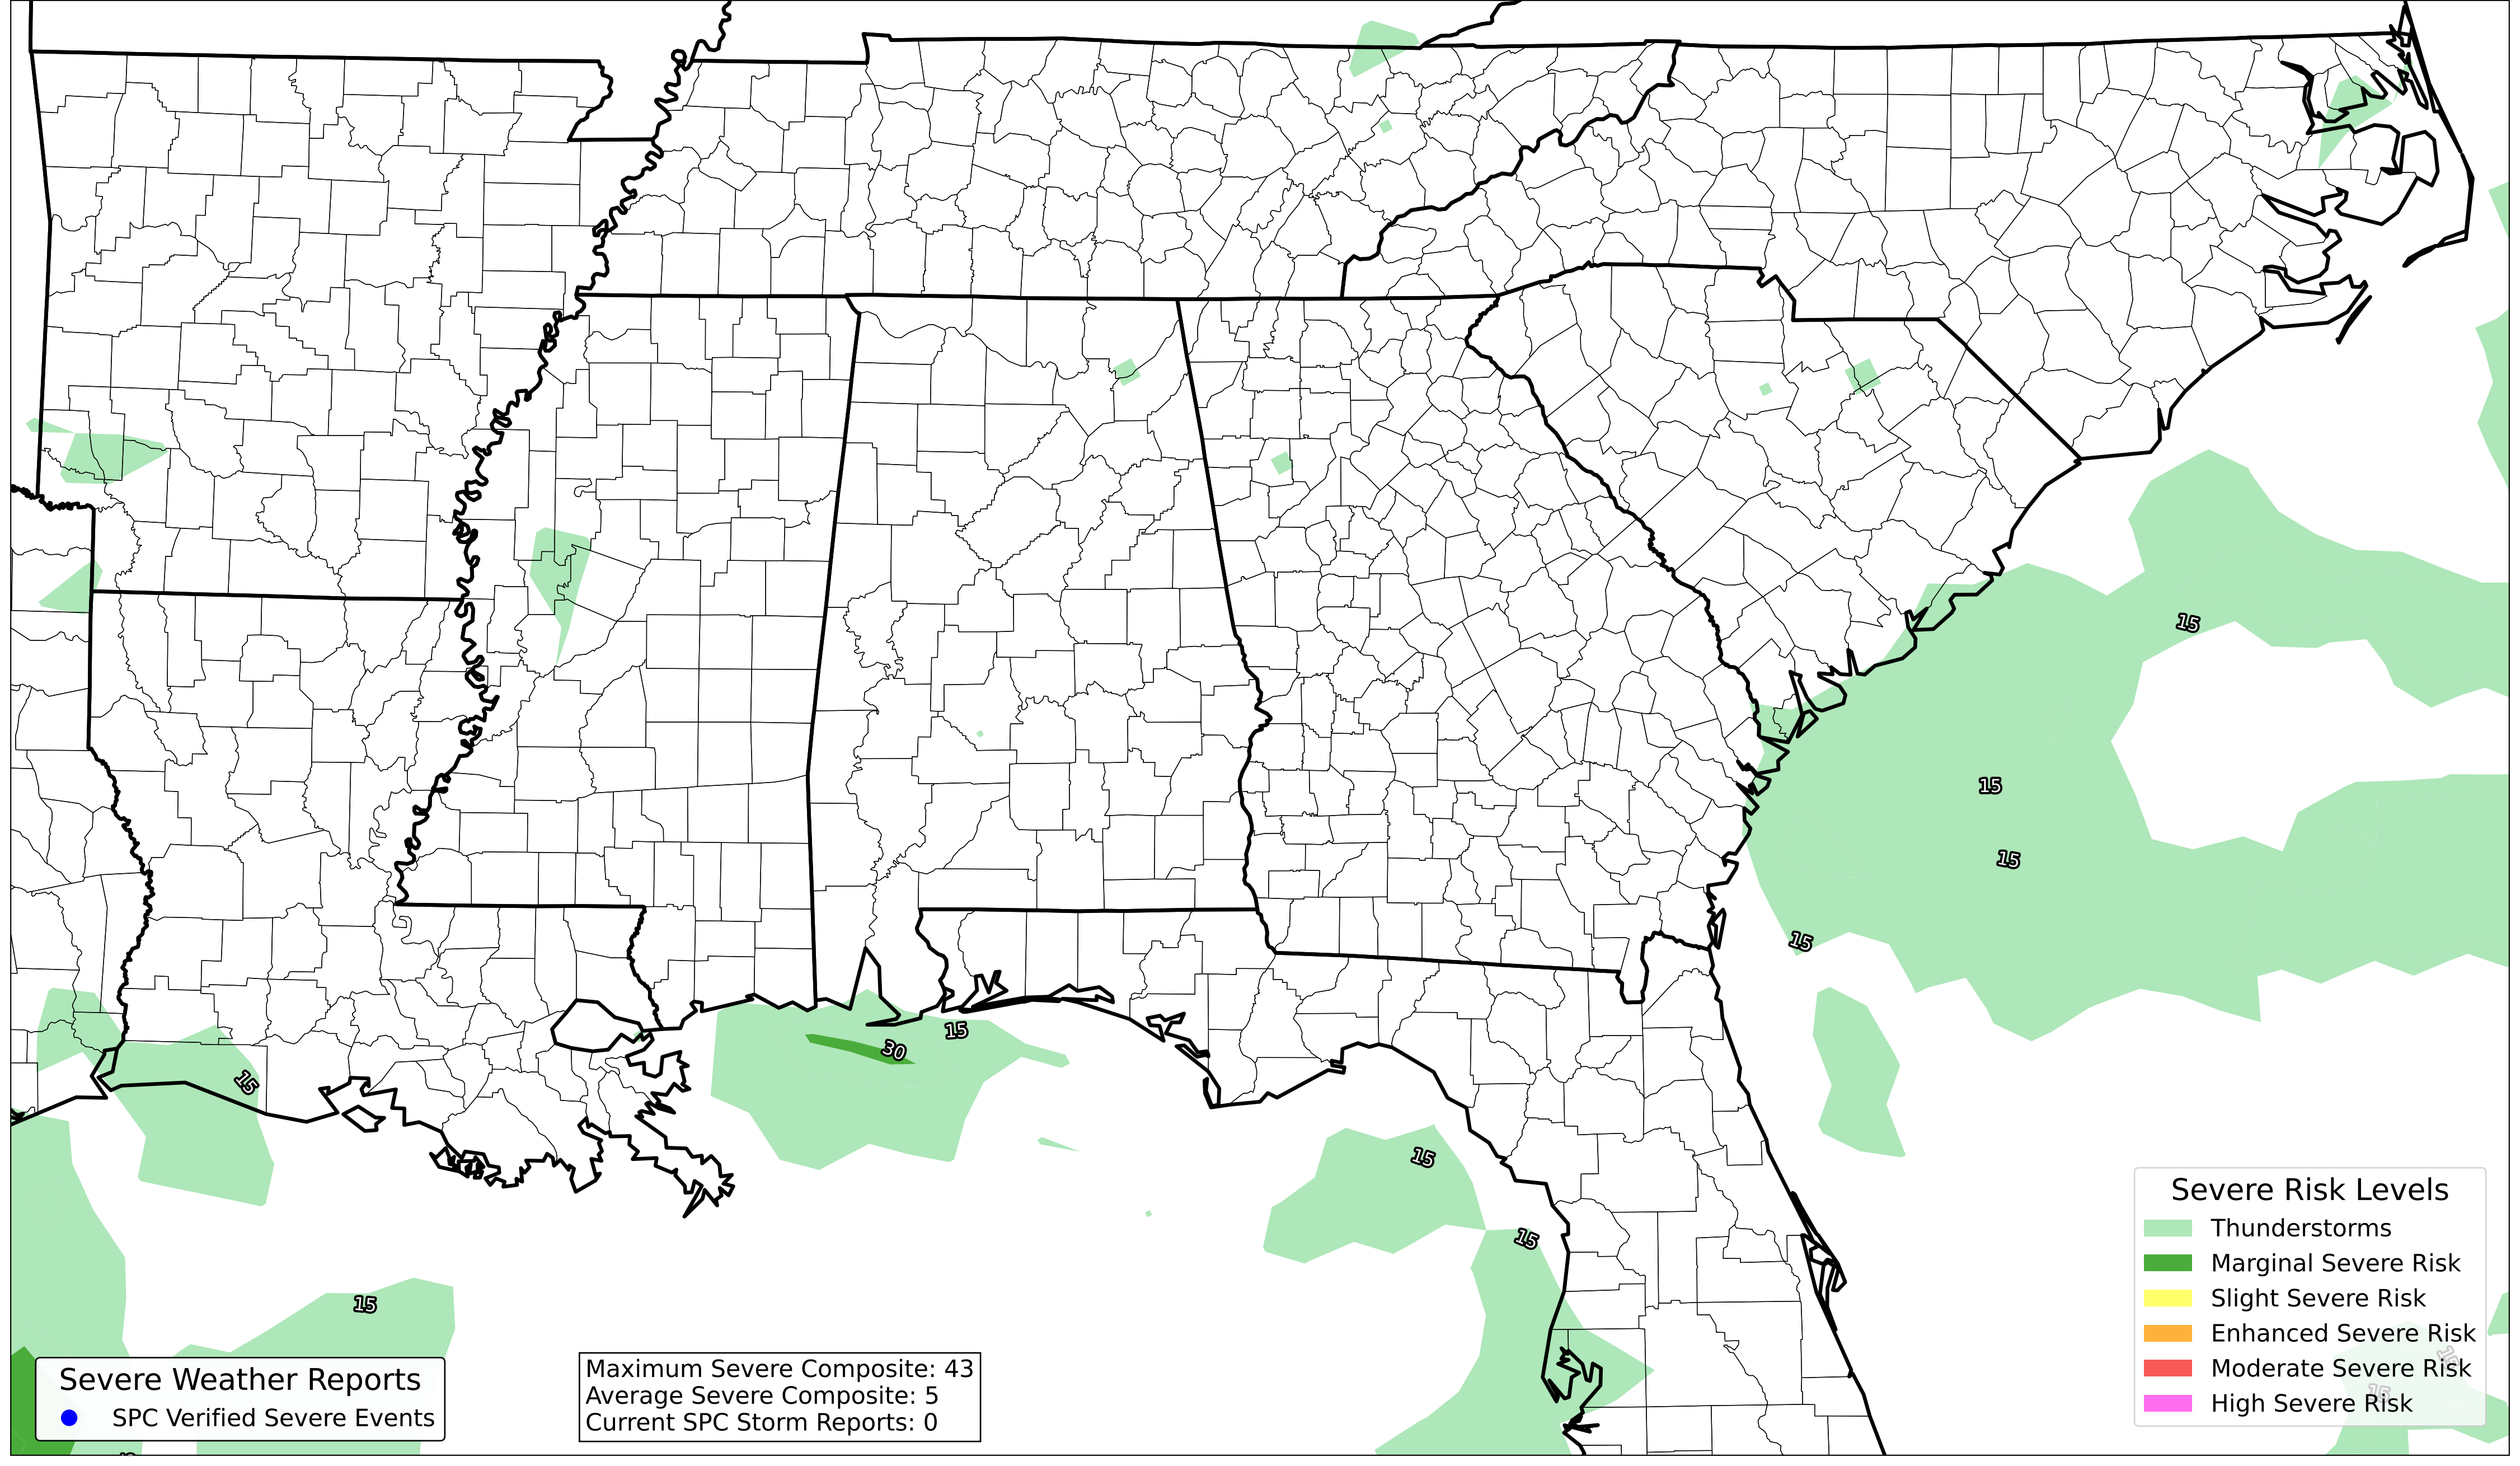 15
15
15
15
30
15
15
15
15
15
Severe Weather Reports
SPC Verified Severe Events
Maximum Severe Composite: 43
Average Severe Composite: 5
Current SPC Storm Reports: 0
Severe Risk Levels
Thunderstorms
Marginal Severe Risk
Slight Severe Risk
Enhanced Severe Risk
Moderate Severe Risk
High Severe Risk
15